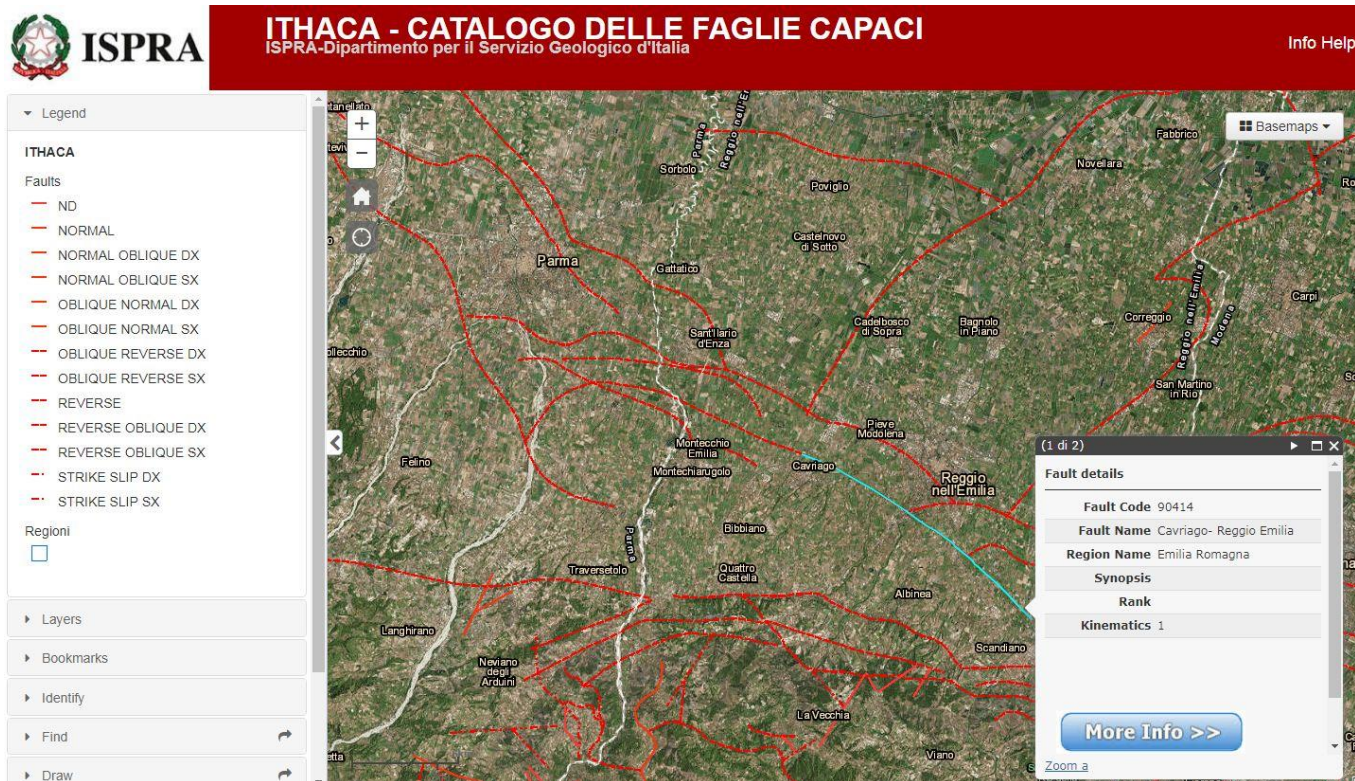 ISPRA
ITHACA - CATALOGO DELLE FAGLIE CAPACI
ISPRA-Dipartimento per il Servizio Geologico d'Italia
Info Help
Legend
ITHACA
Faults
ND
NORMAL
NORMAL OBLIQUE DX
NORMAL OBLIQUE SX
OBLIQUE NORMAL DX
OBLIQUE NORMAL SX
OBLIQUE REVERSE DX
OBLIQUE REVERSE SX
REVERSE
REVERSE OBLIQUE DX
REVERSE OBLIQUE SX
STRIKE SLIP DX
STRIKE SLIP SX
Regioni
Layers
Bookmarks
Identify
Find
Draw
+
−
Basemaps
Fabbrico
Novellara
Parma
Sorbolo
Poviglio
Castelnovo
di Sotto
Parma
Gattatico
Reggio nell'Emilia
Modena
Carpi
Correggio
Sant'Ilario
d'Enza
Cadelbosco
di Sopra
Bagnolo
in Piano
San Martino
in Rio
Pieve
Modolena
Montecchio
Emilia
Montechiarugolo
Cavriago
Reggio
nell'Emilia
Felino
Bibbiano
Parma
Traversetolo
Quattro
Castella
Albinea
Langhirano
Scandiano
Neviano
degli
Arduini
La Vecchia
Viano
(1 di 2)
Fault details
Fault Code 90414
Fault Name Cavriago- Reggio Emilia
Region Name Emilia Romagna
Synopsis
Rank
Kinematics 1
More Info >>
Zoom a